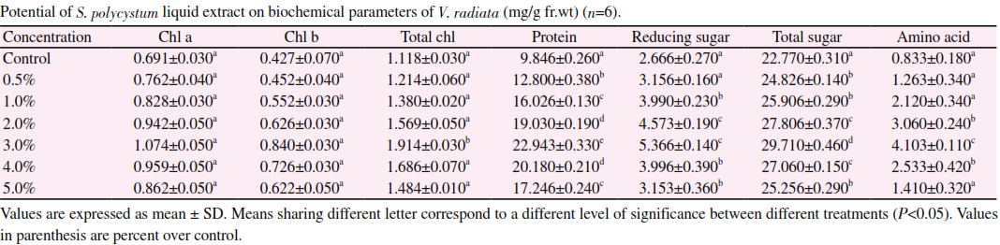 Potential of S. polycystum liquid extract on biochemical parameters of V. radiata (mg/g fr.wt) (n=6).
Concentration Chl a Chl b Total chl Protein Reducing sugar Total sugar Amino acid
Control 0.691±0.030a 0.427±0.070a 1.118±0.030a 9.846±0.260a 2.666±0.270a 22.770±0.310a 0.833±0.180a
0.5% 0.762±0.040a 0.452±0.040a 1.214±0.060a 12.800±0.380b 3.156±0.160a 24.826±0.140b 1.263±0.340a
1.0% 0.828±0.030a 0.552±0.030a 1.380±0.020a 16.026±0.130c 3.990±0.230b 25.906±0.290b 2.120±0.340a
2.0% 0.942±0.050a 0.626±0.030a 1.569±0.050a 19.030±0.190d 4.573±0.190c 27.806±0.370c 3.060±0.240b
3.0% 1.074±0.050a 0.840±0.030a 1.914±0.030b 22.943±0.330e 5.366±0.140c 29.710±0.460d 4.103±0.110c
4.0% 0.959±0.050a 0.726±0.030a 1.686±0.070a 20.180±0.210d 3.996±0.390b 27.060±0.150c 2.533±0.420b
5.0% 0.862±0.050a 0.622±0.050a 1.484±0.010a 17.246±0.240c 3.153±0.360b 25.256±0.290b 1.410±0.320a
Values are expressed as mean ± SD. Means sharing different letter correspond to a different level of significance between different treatments (P<0.05). Values
in parenthesis are percent over control.